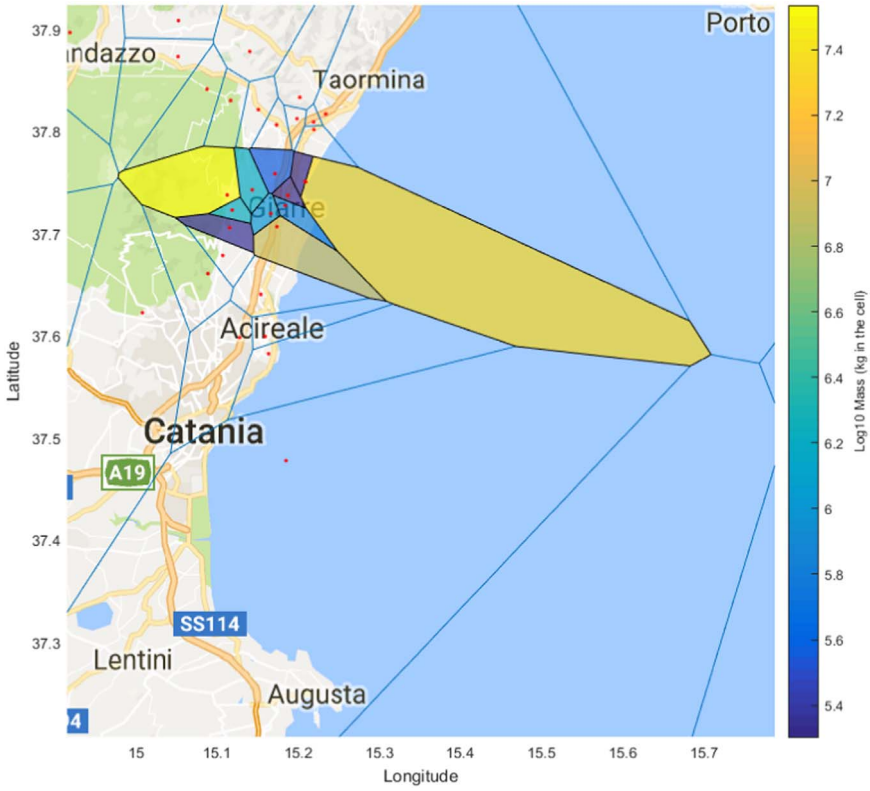 37.9
37.8
37.7
37.6
37.5
37.4
37.3
Latitude
andazzo
Porto
Taormina
Giarre
Acireale
Catania
A19
SS114
Lentini
Augusta
04
15
15.1
15.2
15.3
15.4
15.5
15.6
15.7
Longitude
7.4
7.2
7
6.8
6.6
6.4
6.2
6
5.8
5.6
5.4
Log10 Mass (kg in the cell)